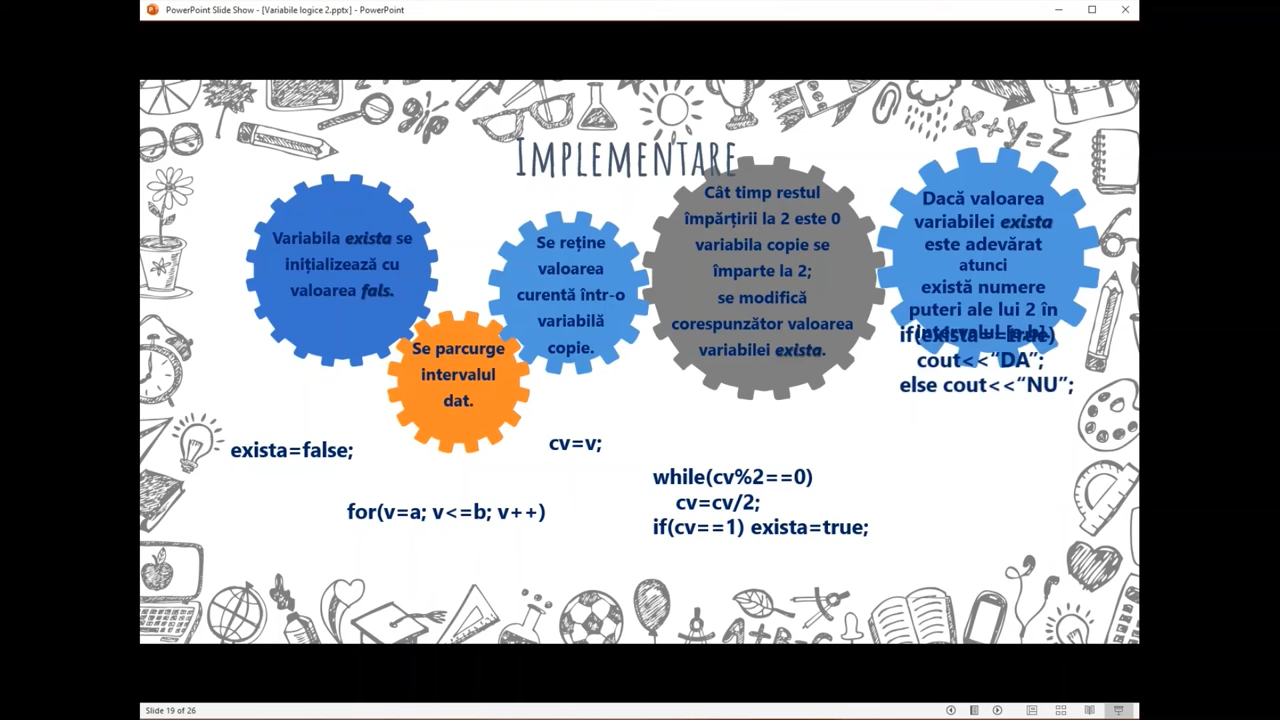 PowerPoint Slide Show - [Variabile logice 2.pptx] - PowerPoint
x+y=z
IMPLEMENTARE
Variabila exista se
inițializează cu
valoarea fals.
Se parcurge
intervalul
dat.
Se reține
valoarea
curentă într-o
variabilă
copie.
Cât timp restul
împărțirii la 2 este 0
variabila copie se
împarte la 2;
se modifică
corespunzător valoarea
variabilei exista.
Dacă valoarea
variabilei exista
este adevărat
atunci
există numere
puteri ale lui 2 în
intervalul [a,b]
if(exista==true)
cout<<“DA”;
else cout<<“NU”;
exista=false;
for(v=a; v<=b; v++)
cv=v;
while(cv%2==0)
cv=cv/2;
if(cv==1) exista=true;
Slide 19 of 26